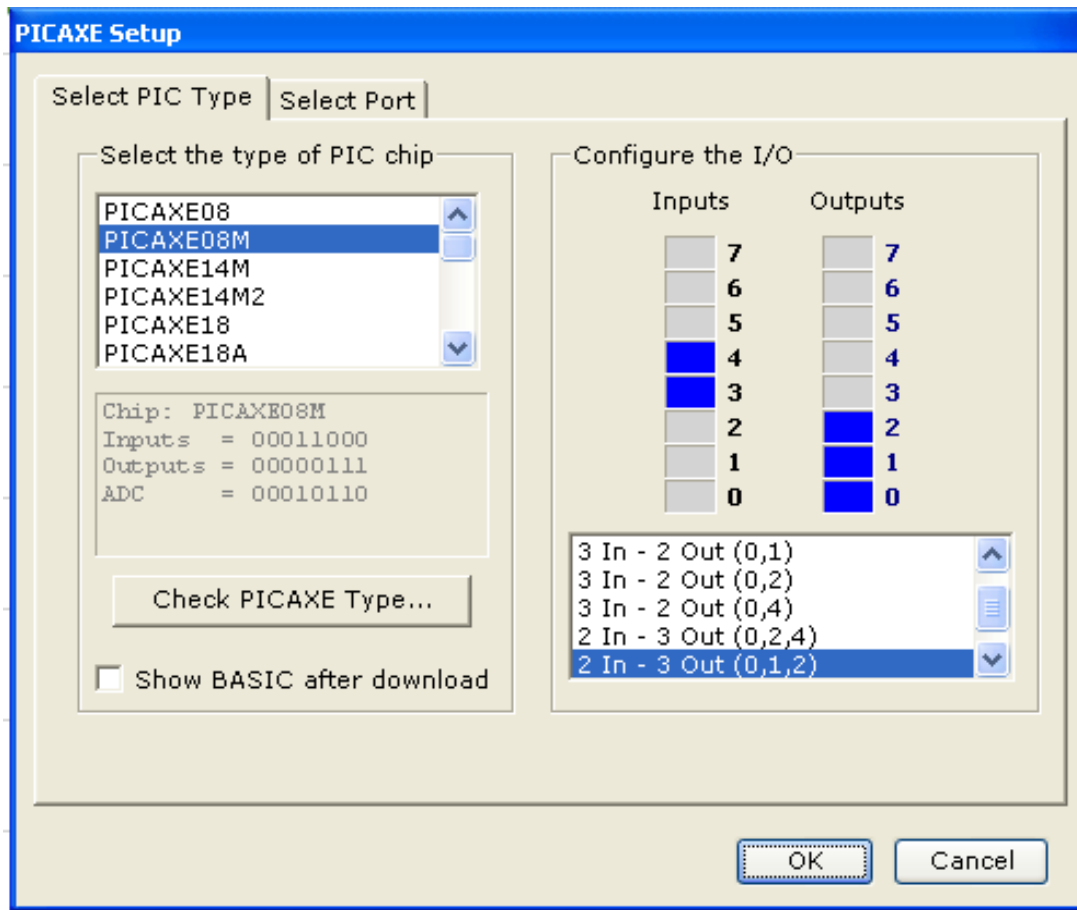 PICAXE Setup
Select PIC Type
Select Port
Select the type of PIC chip
PICAXE08
PICAXE08M
PICAXE14M
PICAXE14M2
PICAXE18
PICAXE18A
Chip: PICAXE08M
Inputs = 00011000
Outputs = 00000111
ADC = 00010110
Check PICAXE Type...
Show BASIC after download
Configure the I/O
Inputs Outputs
7 7
6 6
5 5
4 4
3 3
2 2
1 1
0 0
3 In - 2 Out (0,1)
3 In - 2 Out (0,2)
3 In - 2 Out (0,4)
2 In - 3 Out (0,2,4)
2 In - 3 Out (0,1,2)
OK
Cancel